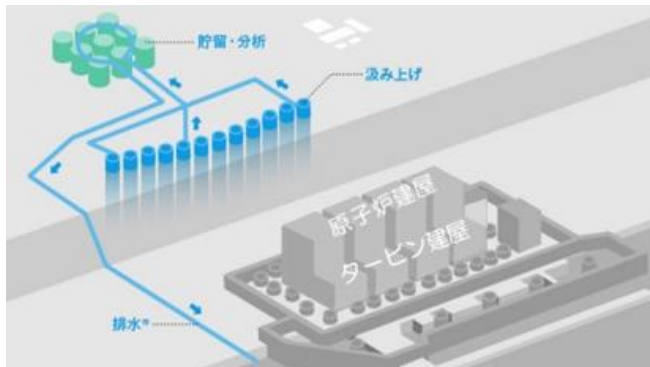 貯留・分析
汲み上げ
原子炉建屋
タービン建屋
排水※